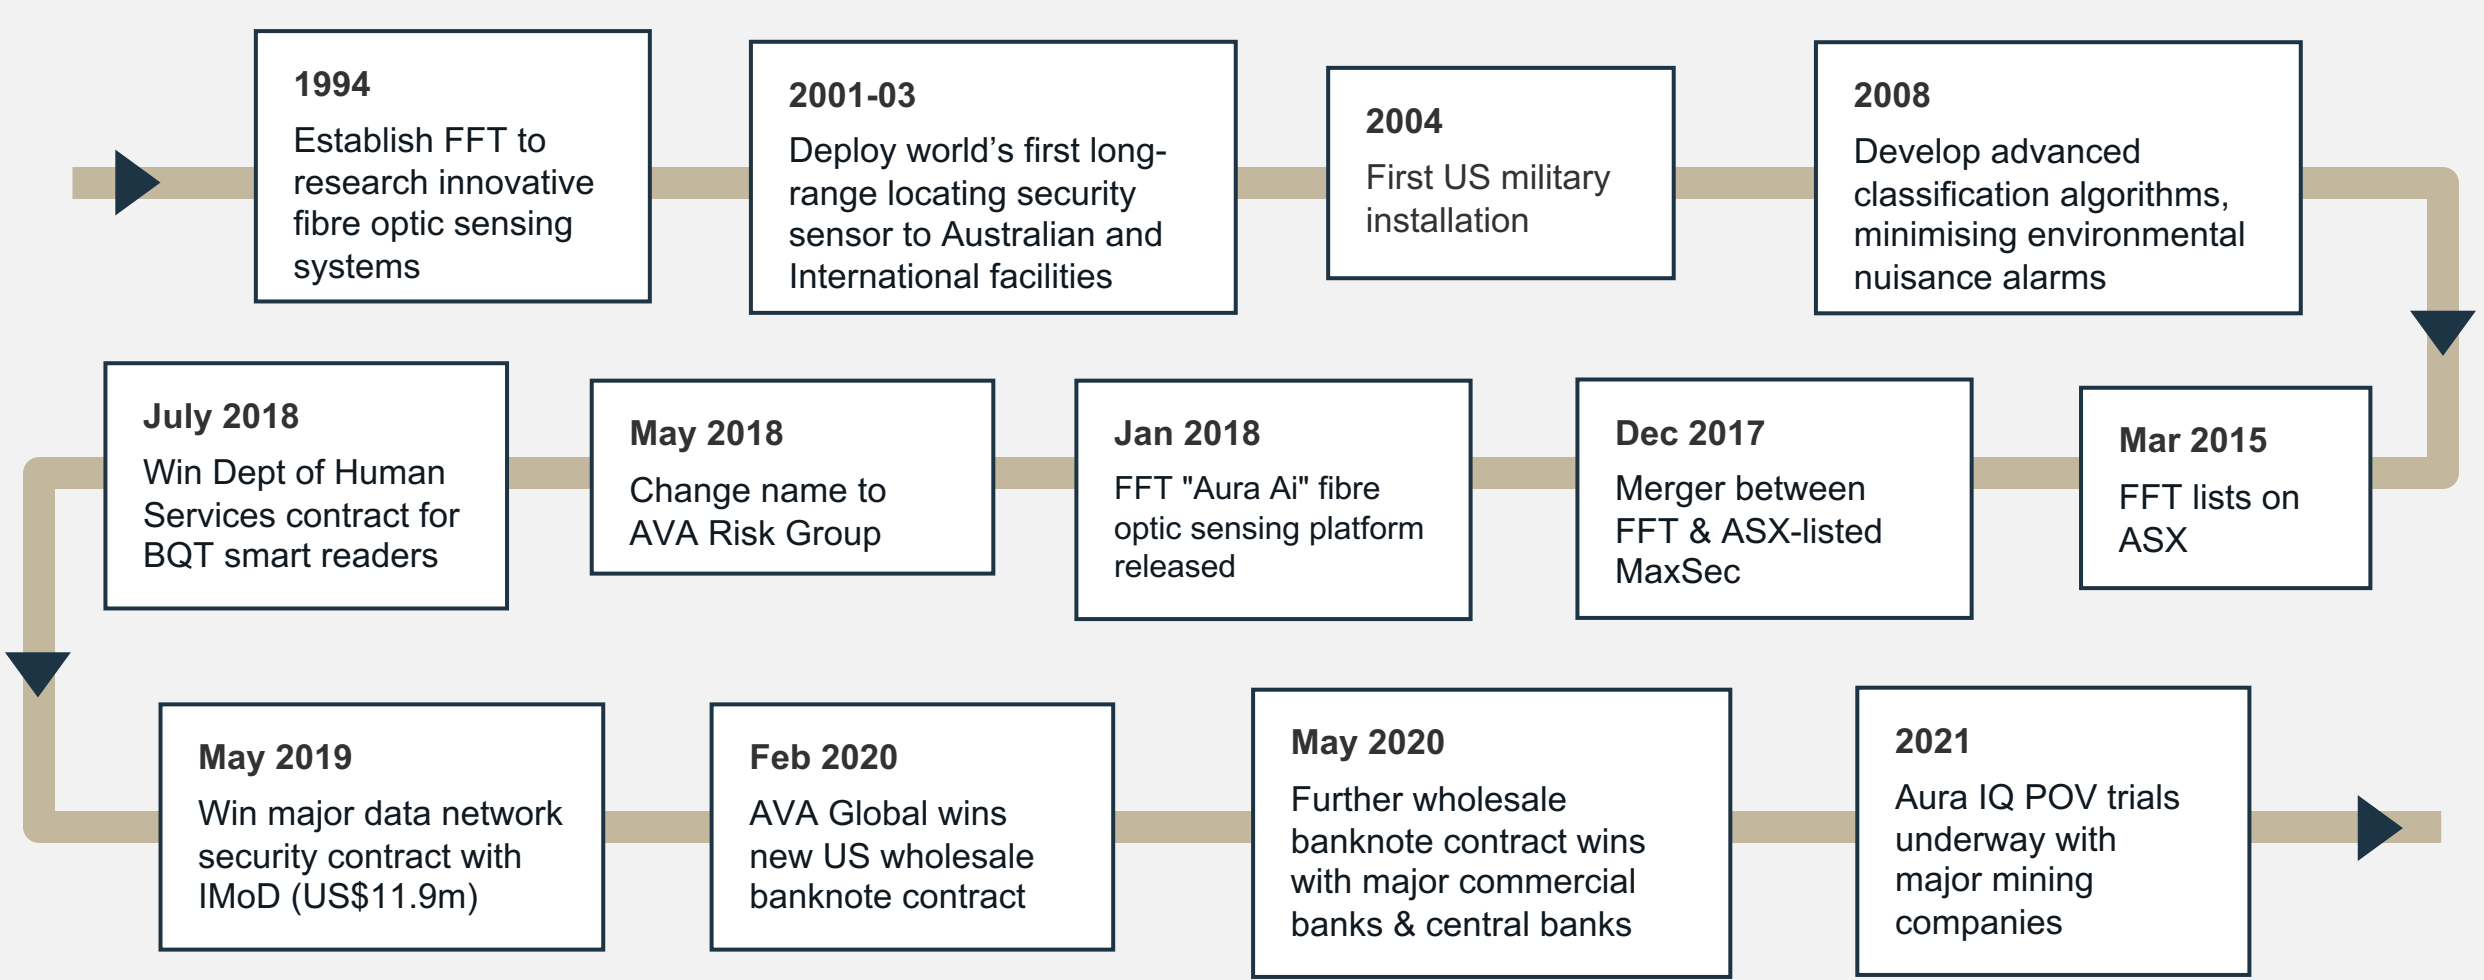 1994
Establish FFT to
research innovative
fibre optic sensing
systems
2001-03
Deploy world’s first long-
range locating security
sensor to Australian and
International facilities
2004
First US military
installation
2008
Develop advanced
classification algorithms,
minimising environmental
nuisance alarms
Mar 2015
FFT lists on
ASX
Dec 2017
Merger between
FFT & ASX-listed
MaxSec
Jan 2018
FFT "Aura Ai" fibre
optic sensing platform
released
May 2018
Change name to
AVA Risk Group
July 2018
Win Dept of Human
Services contract for
BQT smart readers
May 2019
Win major data network
security contract with
IMoD (US$11.9m)
Feb 2020
AVA Global wins
new US wholesale
banknote contract
May 2020
Further wholesale
banknote contract wins
with major commercial
banks & central banks
2021
Aura IQ POV trials
underway with
major mining
companies